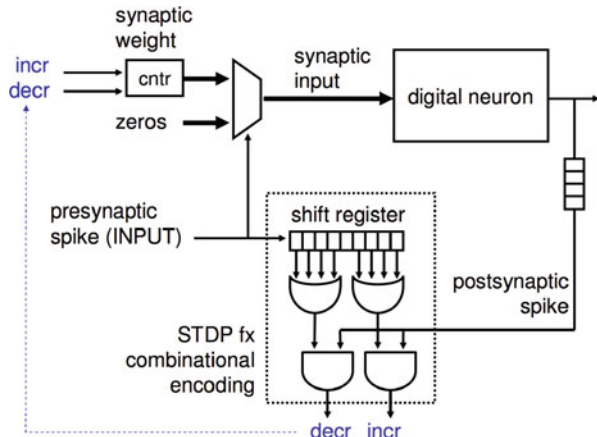 synaptic
weight
incr
decr
cntr
zeros
synaptic
input
digital neuron
presynaptic
spike (INPUT)
shift register
postsynaptic
spike
STDP fx
combinational
encoding
decr incr